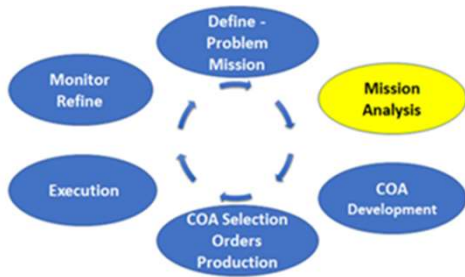 Define -
Problem
Mission
Mission
Analysis
COA
Development
COA Selection
Orders
Production
Execution
Monitor
Refine